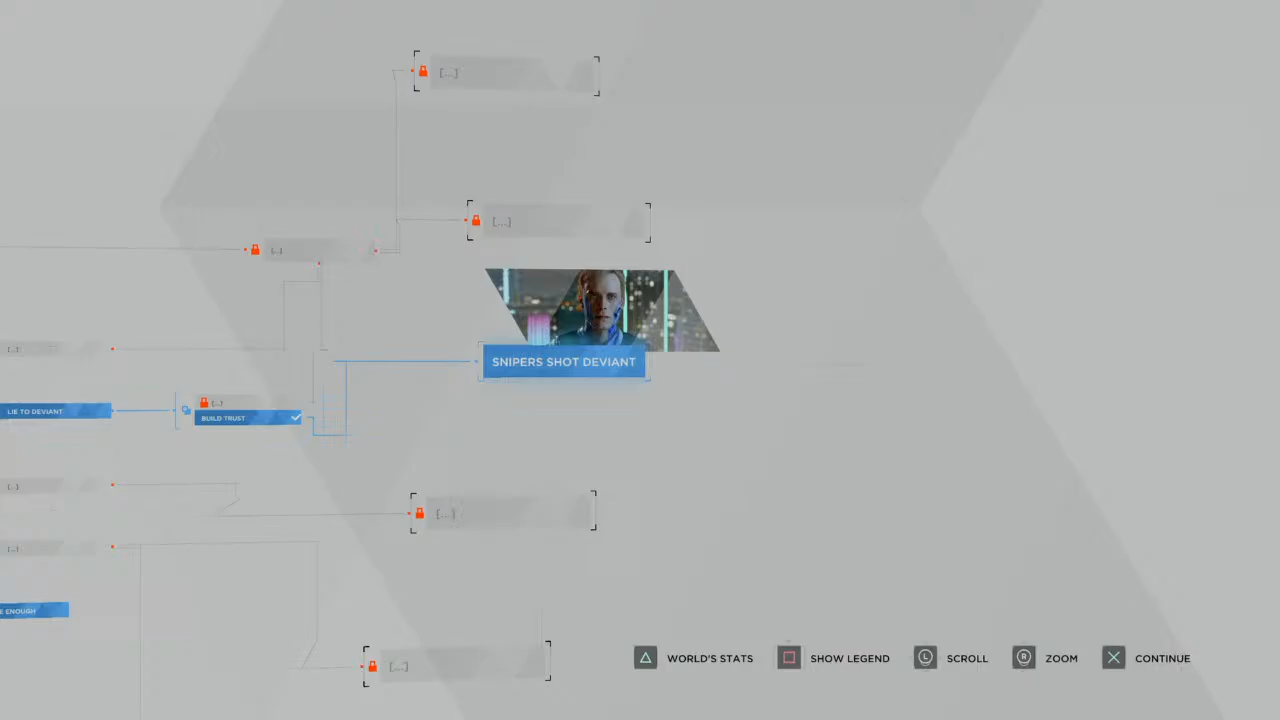 [...]
[...]
[...]
[...]
SNIPERS SHOT DEVIANT
[...]
LIE TO DEVIANT
BUILD TRUST
[...]
[...]
[...]
E ENOUGH
[...]
WORLD'S STATS
SHOW LEGEND
L
SCROLL
R
ZOOM
CONTINUE